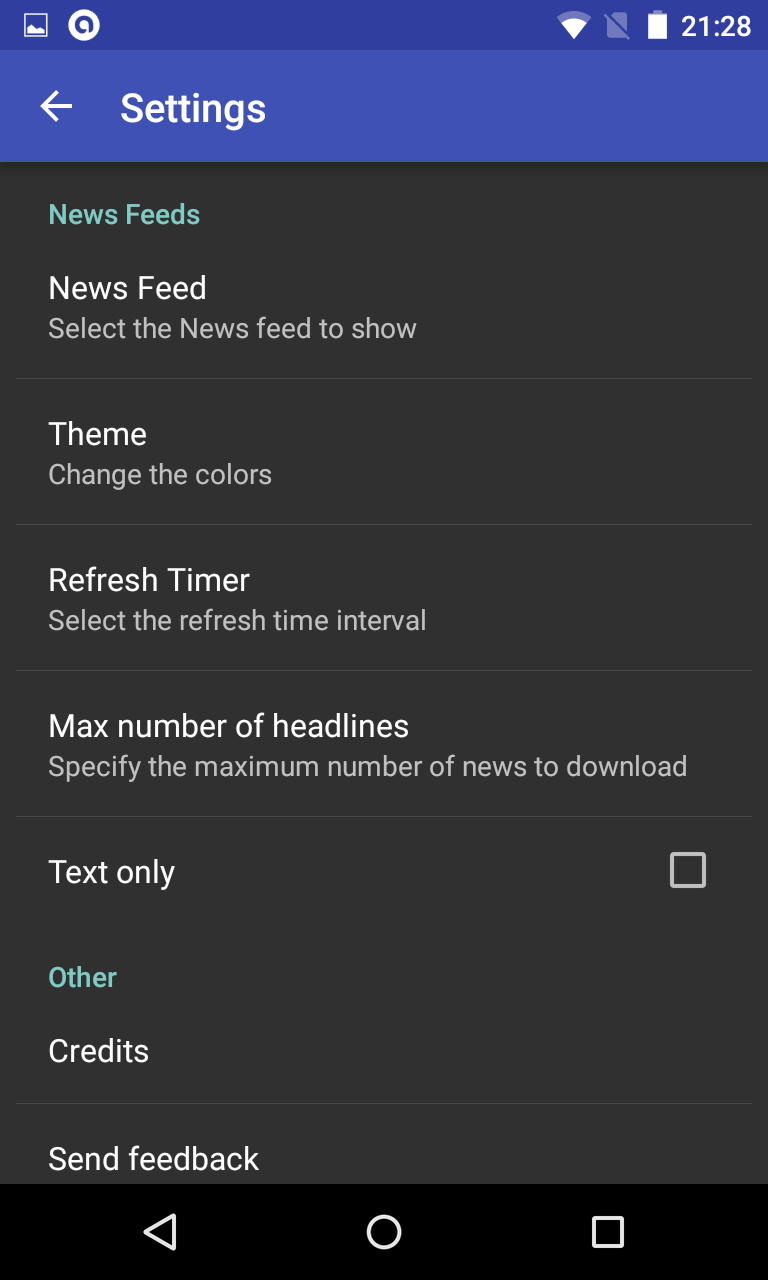 21:28
Settings
News Feeds
News Feed
Select the News feed to show
Theme
Change the colors
Refresh Timer
Select the refresh time interval
Max number of headlines
Specify the maximum number of news to download
Text only
Other
Credits
Send feedback